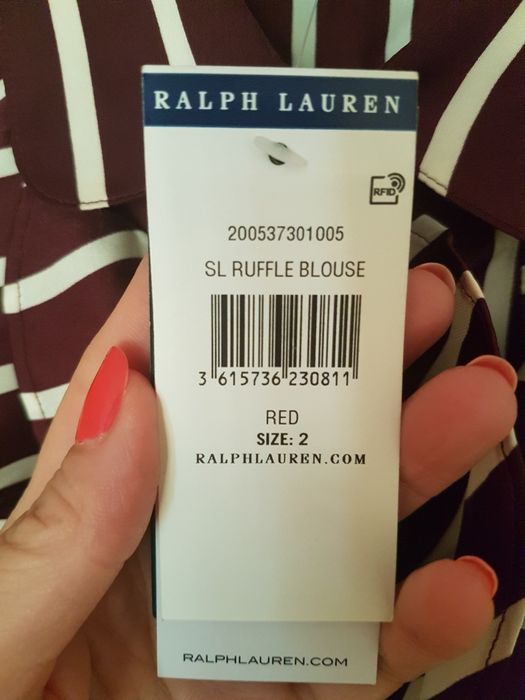 RALPH LAUREN
RFID
200537301005
SL RUFFLE BLOUSE
3 615736 230811
RED
SIZE: 2
RALPHLAUREN.COM
RALPHLAUREN.COM